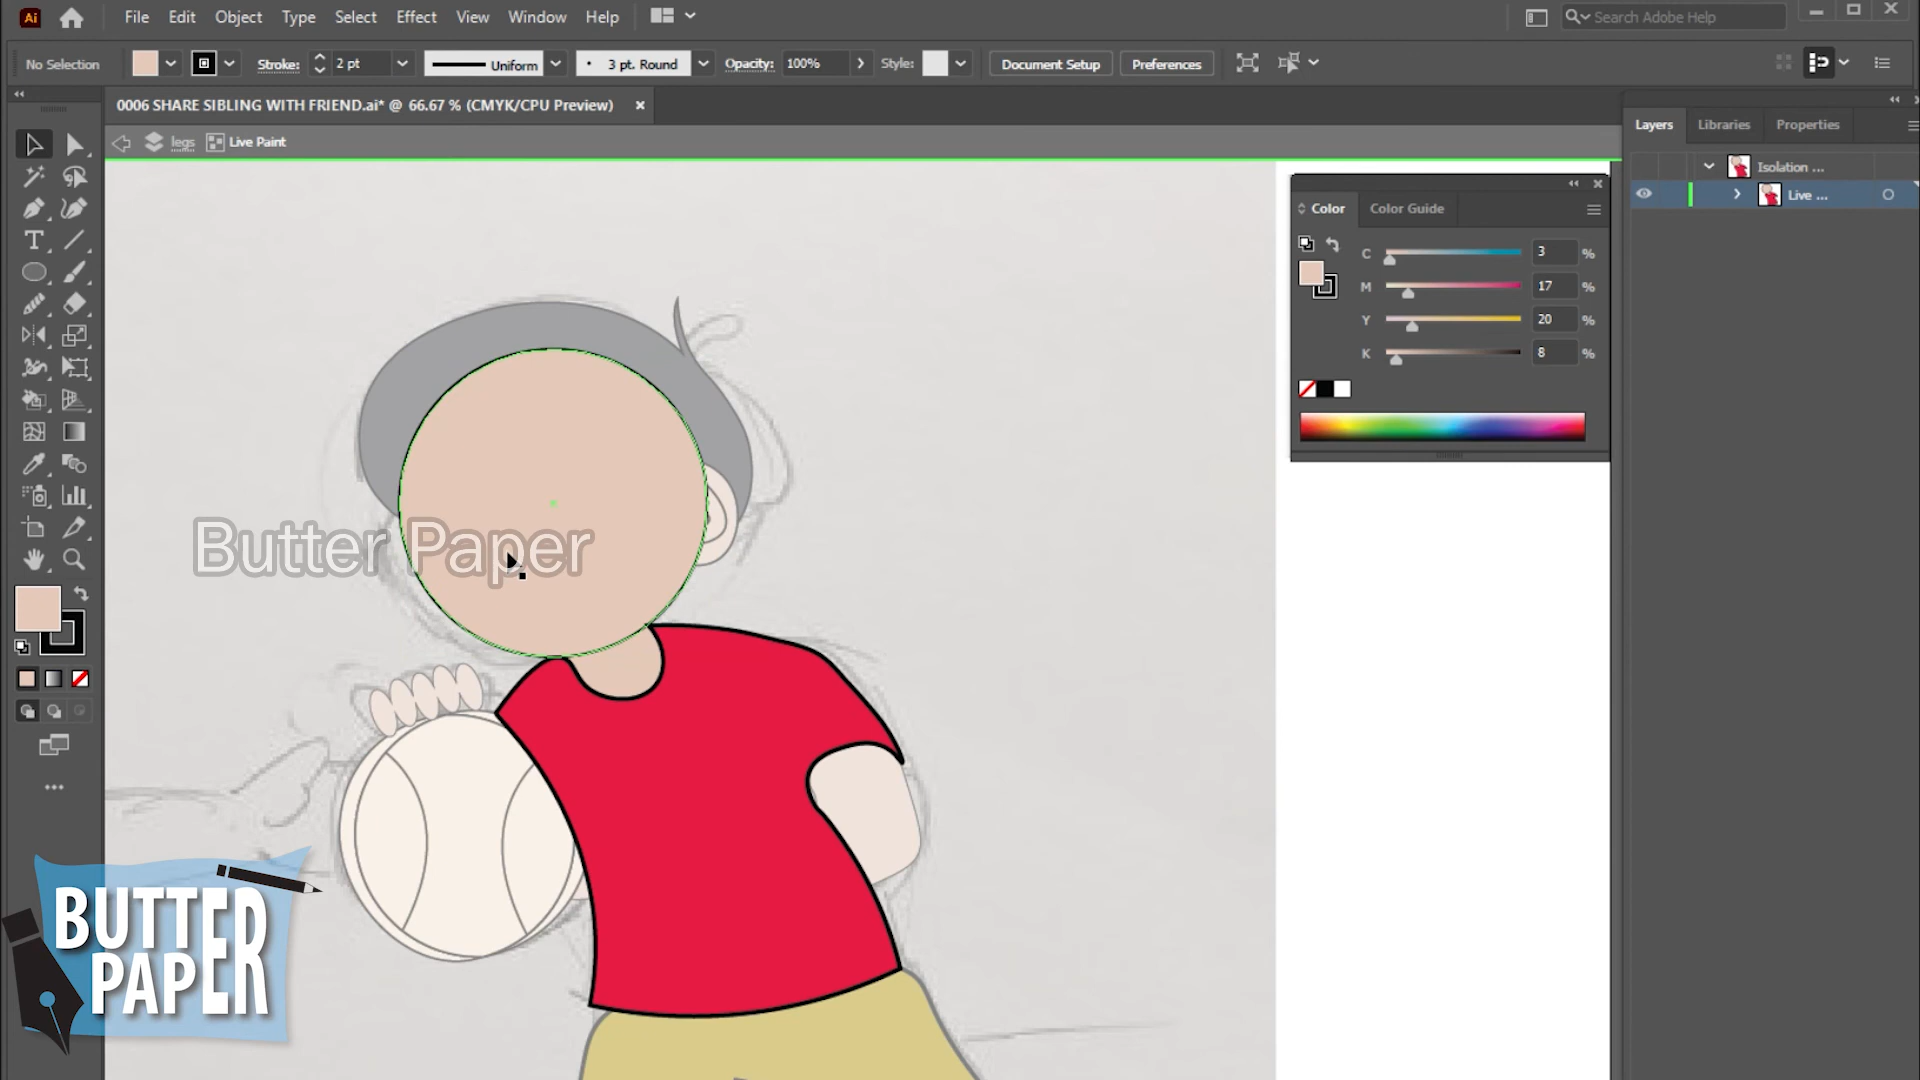 Ai File Edit Object Type Select Effect View Window Help Search Adobe Help
No Selection Stroke: 2 pt Uniform 3 pt. Round Opacity: 100% Style: Document Setup Preferences
0006 SHARE SIBLING WITH FRIEND.ai* @ 66.67 % (CMYK/CPU Preview)
legs Live Paint
Layers Libraries Properties
Isolation ...
Live ...
Color Color Guide
C 3 %
M 17 %
Y 20 %
K 8 %
Butter Paper
BUTTER
PAPER